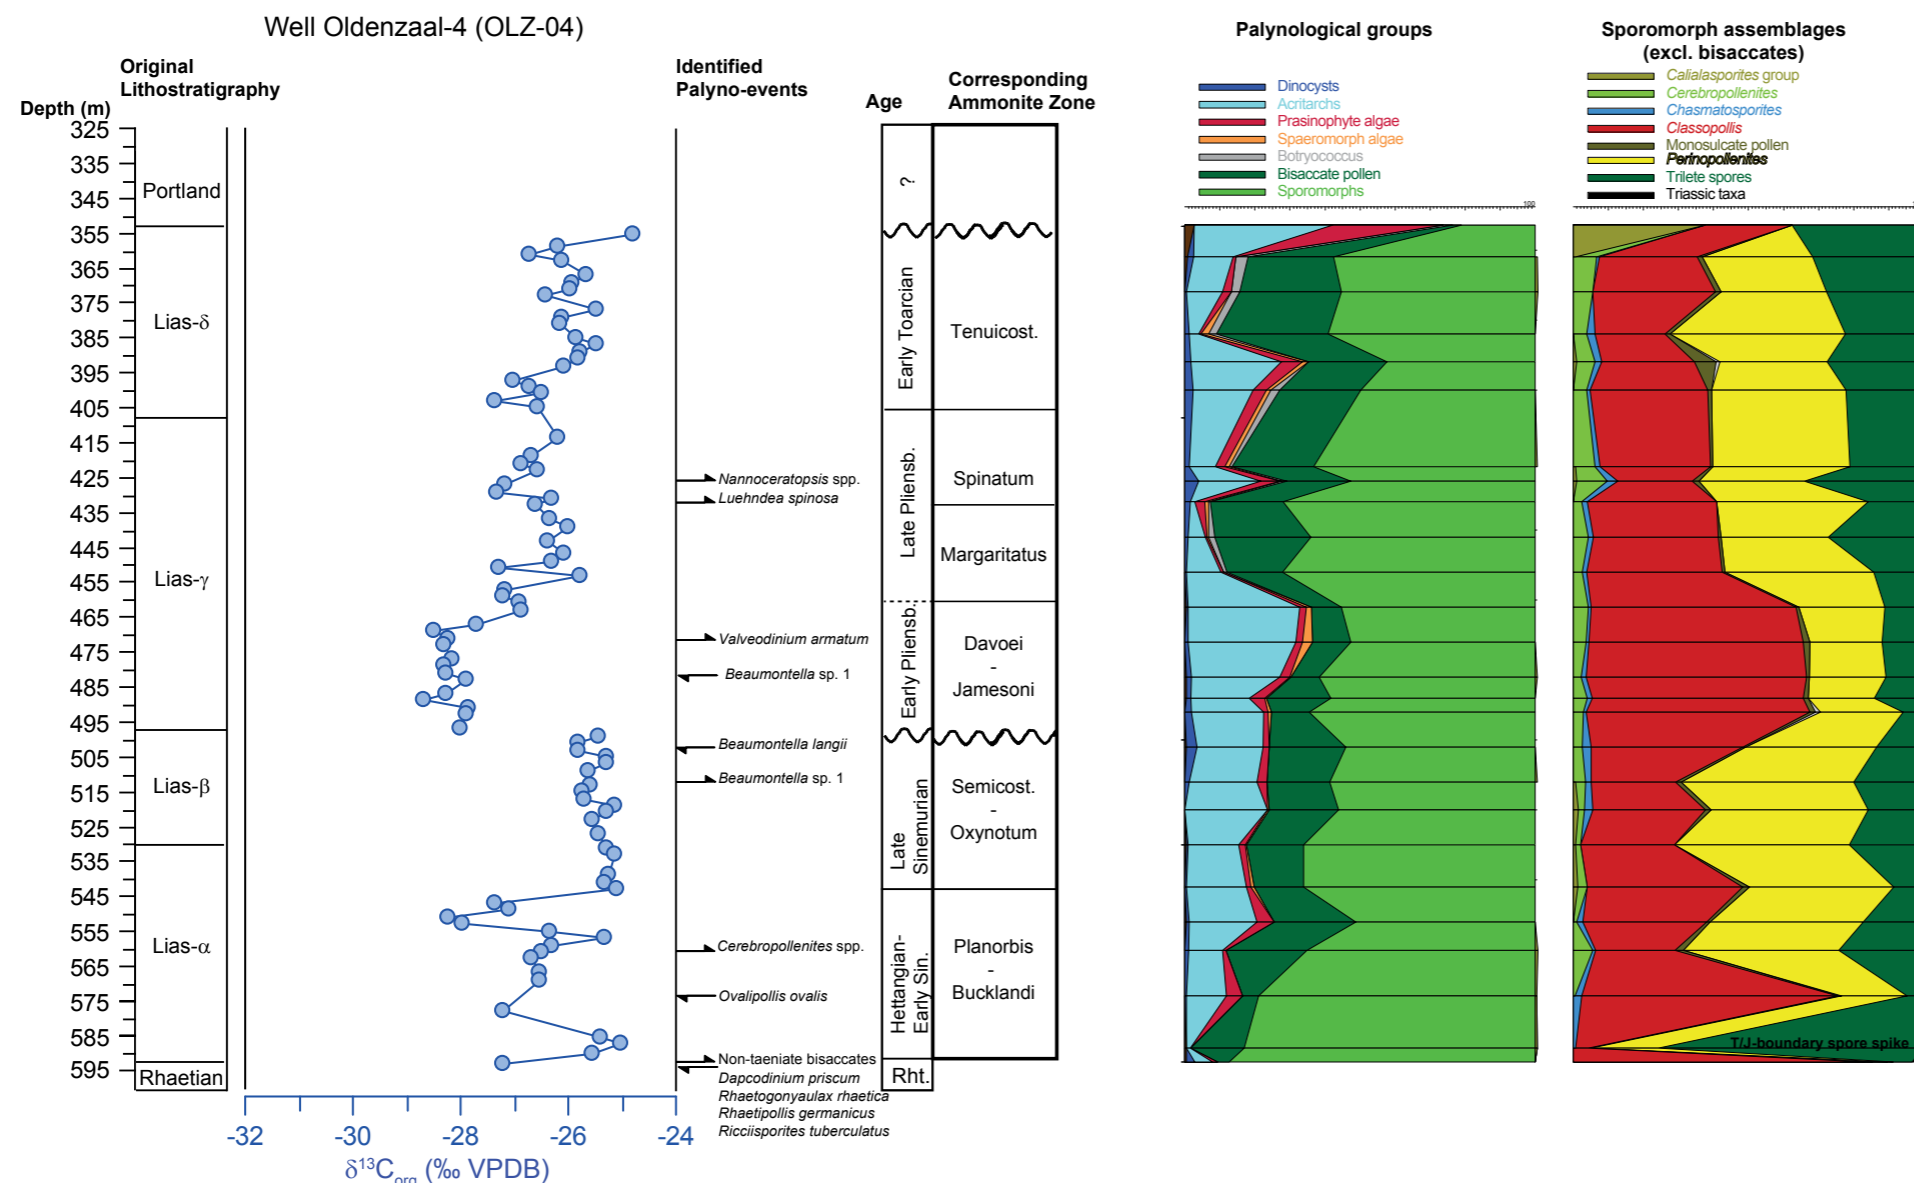 Well Oldenzaal-4 (OLZ-04)
Original
Lithostratigraphy
Depth (m)
325
335
345
355
365
375
385
395
405
415
425
435
445
455
465
475
485
495
505
515
525
535
545
555
565
575
585
595
Portland
Lias-δ
Lias-γ
Lias-β
Lias-α
Rhaetian
-32
-30
-28
-26
-24
δ13Corg (‰ VPDB)
Identified
Palyno-events
Nannoceratopsis spp.
Luehndea spinosa
Valveodinium armatum
Beaumontella sp. 1
Beaumontella langii
Beaumontella sp. 1
Cerebropollenites spp.
Ovalipollis ovalis
Non-taeniate bisaccates
Dapcodinium priscum
Rhaetogonyaulax rhaetica
Rhaetipollis germanicus
Ricciisporites tuberculatus
Age
?
Early Toarcian
Late Pliensb.
Early Pliensb.
Late
Sinemurian
Hettangian-
Early Sin.
Rht.
Corresponding
Ammonite Zone
Tenuicost.
Spinatum
Margaritatus
Davoei
-
Jamesoni
Semicost.
-
Oxynotum
Planorbis
-
Bucklandi
Palynological groups
Dinocysts
Acritarchs
Prasinophyte algae
Spaeromorph algae
Botryococcus
Bisaccate pollen
Sporomorphs
100
Sporomorph assemblages
(excl. bisaccates)
Calialasporites group
Cerebropollenites
Chasmatosporites
Classopollis
Monosulcate pollen
Perinopollenites
Trilete spores
Triassic taxa
T/J-boundary spore spike